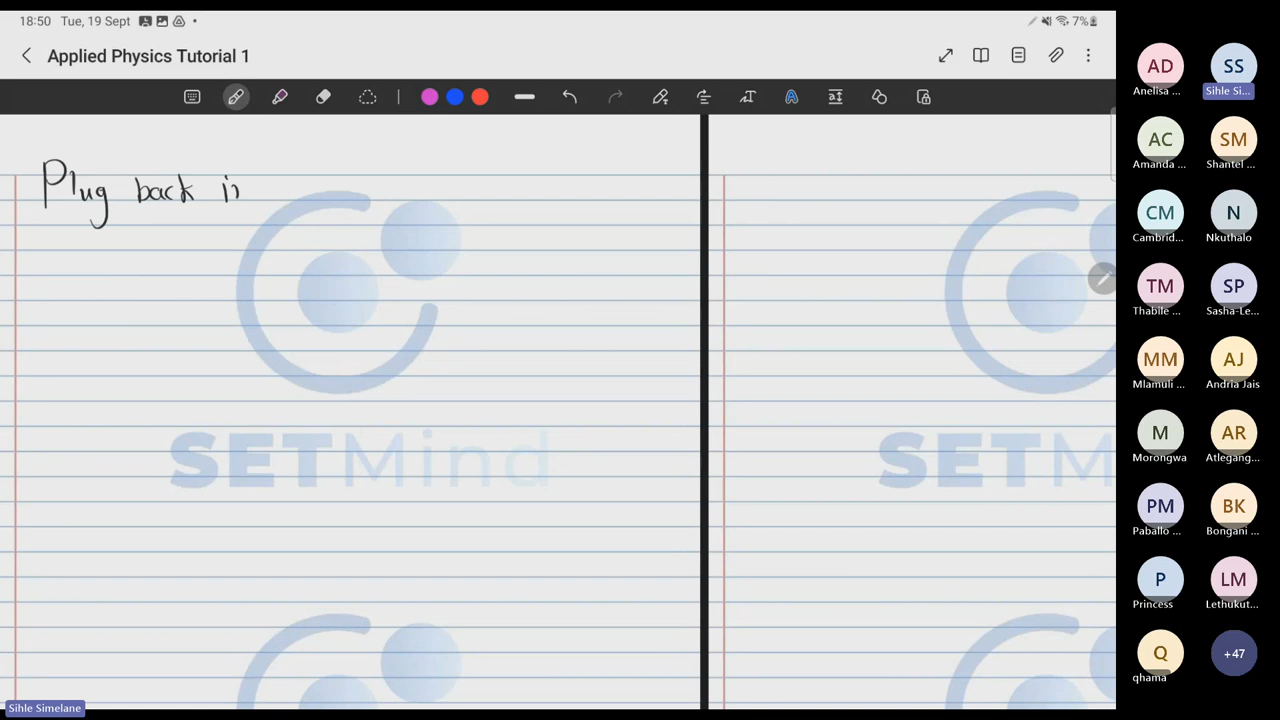 18:50 Tue, 19 Sept
7%
Applied Physics Tutorial 1
Plug back in
SETMind
SETM
AD
Anelisa ...
SS
Sihle Si...
AC
Amanda ...
SM
Shantel ...
CM
Cambrid...
N
Nkuthalo
TM
Thabile ...
SP
Sasha-Le...
MM
Mlamuli ...
AJ
Andria Jais
M
Morongwa
AR
Atlegang...
PM
Paballo ...
BK
Bongani ...
P
Princess
LM
Lethukut...
Q
qhama
+47
Sihle Simelane